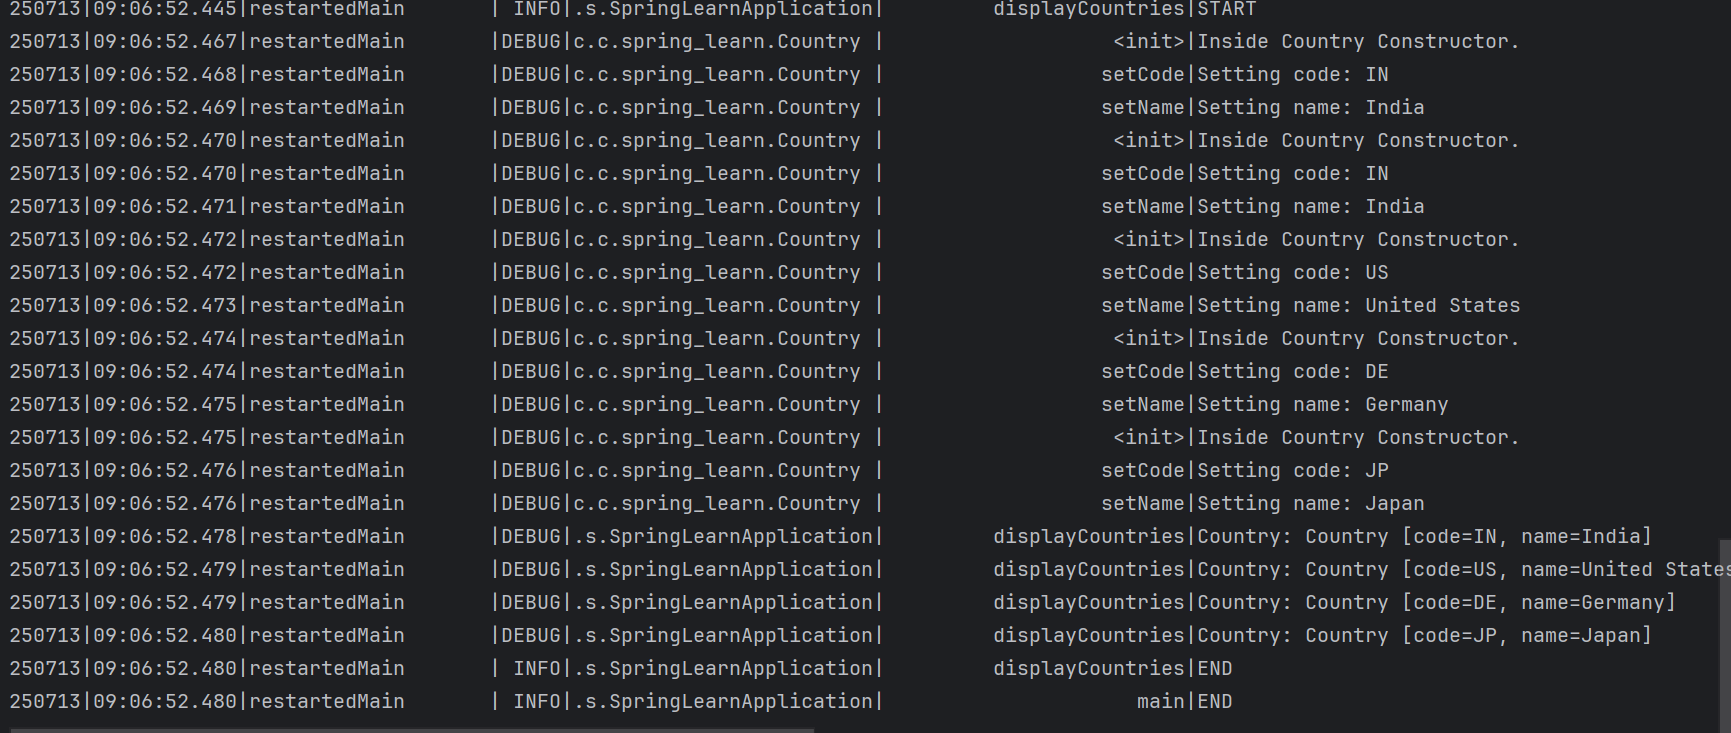 250713|09:06:52.445|restartedMain       | INFO|.s.SpringLearnApplication|         displayCountries|START
250713|09:06:52.467|restartedMain       |DEBUG|c.c.spring_learn.Country |                   <init>|Inside Country Constructor.
250713|09:06:52.468|restartedMain       |DEBUG|c.c.spring_learn.Country |                  setCode|Setting code: IN
250713|09:06:52.469|restartedMain       |DEBUG|c.c.spring_learn.Country |                  setName|Setting name: India
250713|09:06:52.470|restartedMain       |DEBUG|c.c.spring_learn.Country |                   <init>|Inside Country Constructor.
250713|09:06:52.470|restartedMain       |DEBUG|c.c.spring_learn.Country |                  setCode|Setting code: IN
250713|09:06:52.471|restartedMain       |DEBUG|c.c.spring_learn.Country |                  setName|Setting name: India
250713|09:06:52.472|restartedMain       |DEBUG|c.c.spring_learn.Country |                   <init>|Inside Country Constructor.
250713|09:06:52.472|restartedMain       |DEBUG|c.c.spring_learn.Country |                  setCode|Setting code: US
250713|09:06:52.473|restartedMain       |DEBUG|c.c.spring_learn.Country |                  setName|Setting name: United States
250713|09:06:52.474|restartedMain       |DEBUG|c.c.spring_learn.Country |                   <init>|Inside Country Constructor.
250713|09:06:52.474|restartedMain       |DEBUG|c.c.spring_learn.Country |                  setCode|Setting code: DE
250713|09:06:52.475|restartedMain       |DEBUG|c.c.spring_learn.Country |                  setName|Setting name: Germany
250713|09:06:52.475|restartedMain       |DEBUG|c.c.spring_learn.Country |                   <init>|Inside Country Constructor.
250713|09:06:52.476|restartedMain       |DEBUG|c.c.spring_learn.Country |                  setCode|Setting code: JP
250713|09:06:52.476|restartedMain       |DEBUG|c.c.spring_learn.Country |                  setName|Setting name: Japan
250713|09:06:52.478|restartedMain       |DEBUG|.s.SpringLearnApplication|         displayCountries|Country: Country [code=IN, name=India]
250713|09:06:52.479|restartedMain       |DEBUG|.s.SpringLearnApplication|         displayCountries|Country: Country [code=US, name=United States
250713|09:06:52.479|restartedMain       |DEBUG|.s.SpringLearnApplication|         displayCountries|Country: Country [code=DE, name=Germany]
250713|09:06:52.480|restartedMain       |DEBUG|.s.SpringLearnApplication|         displayCountries|Country: Country [code=JP, name=Japan]
250713|09:06:52.480|restartedMain       | INFO|.s.SpringLearnApplication|         displayCountries|END
250713|09:06:52.480|restartedMain       | INFO|.s.SpringLearnApplication|                     main|END